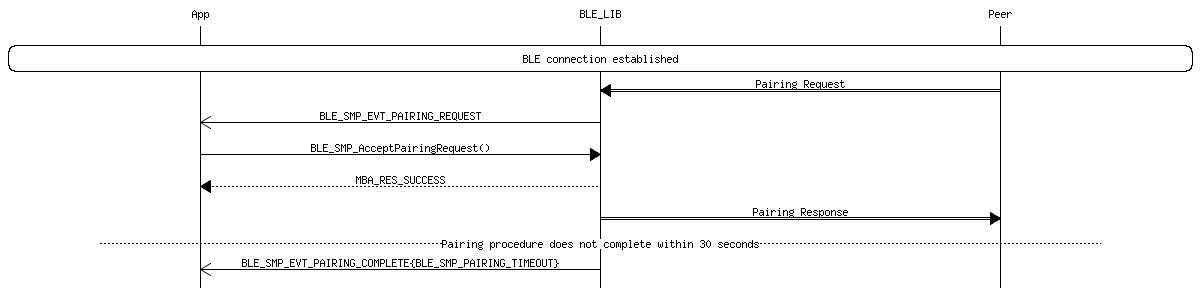 App BLE_LIB Peer
BLE connection established
Pairing Request
BLE_SMP_EVT_PAIRING_REQUEST
BLE_SMP_AcceptPairingRequest()
MBA_RES_SUCCESS
Pairing Response
Pairing procedure does not complete within 30 seconds
BLE_SMP_EVT_PAIRING_COMPLETE{BLE_SMP_PAIRING_TIMEOUT}